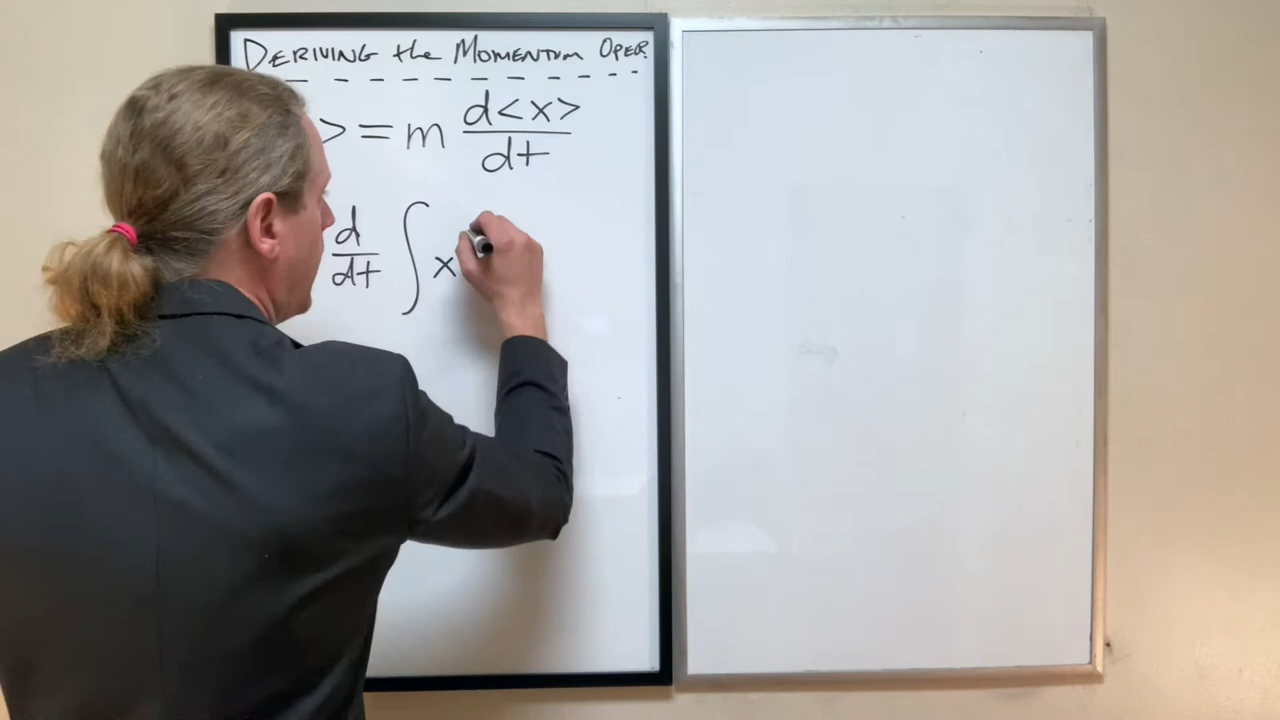 DERIVING the MOMENTUM OPER.
> = m d<x>/dt
d/dt ∫ x